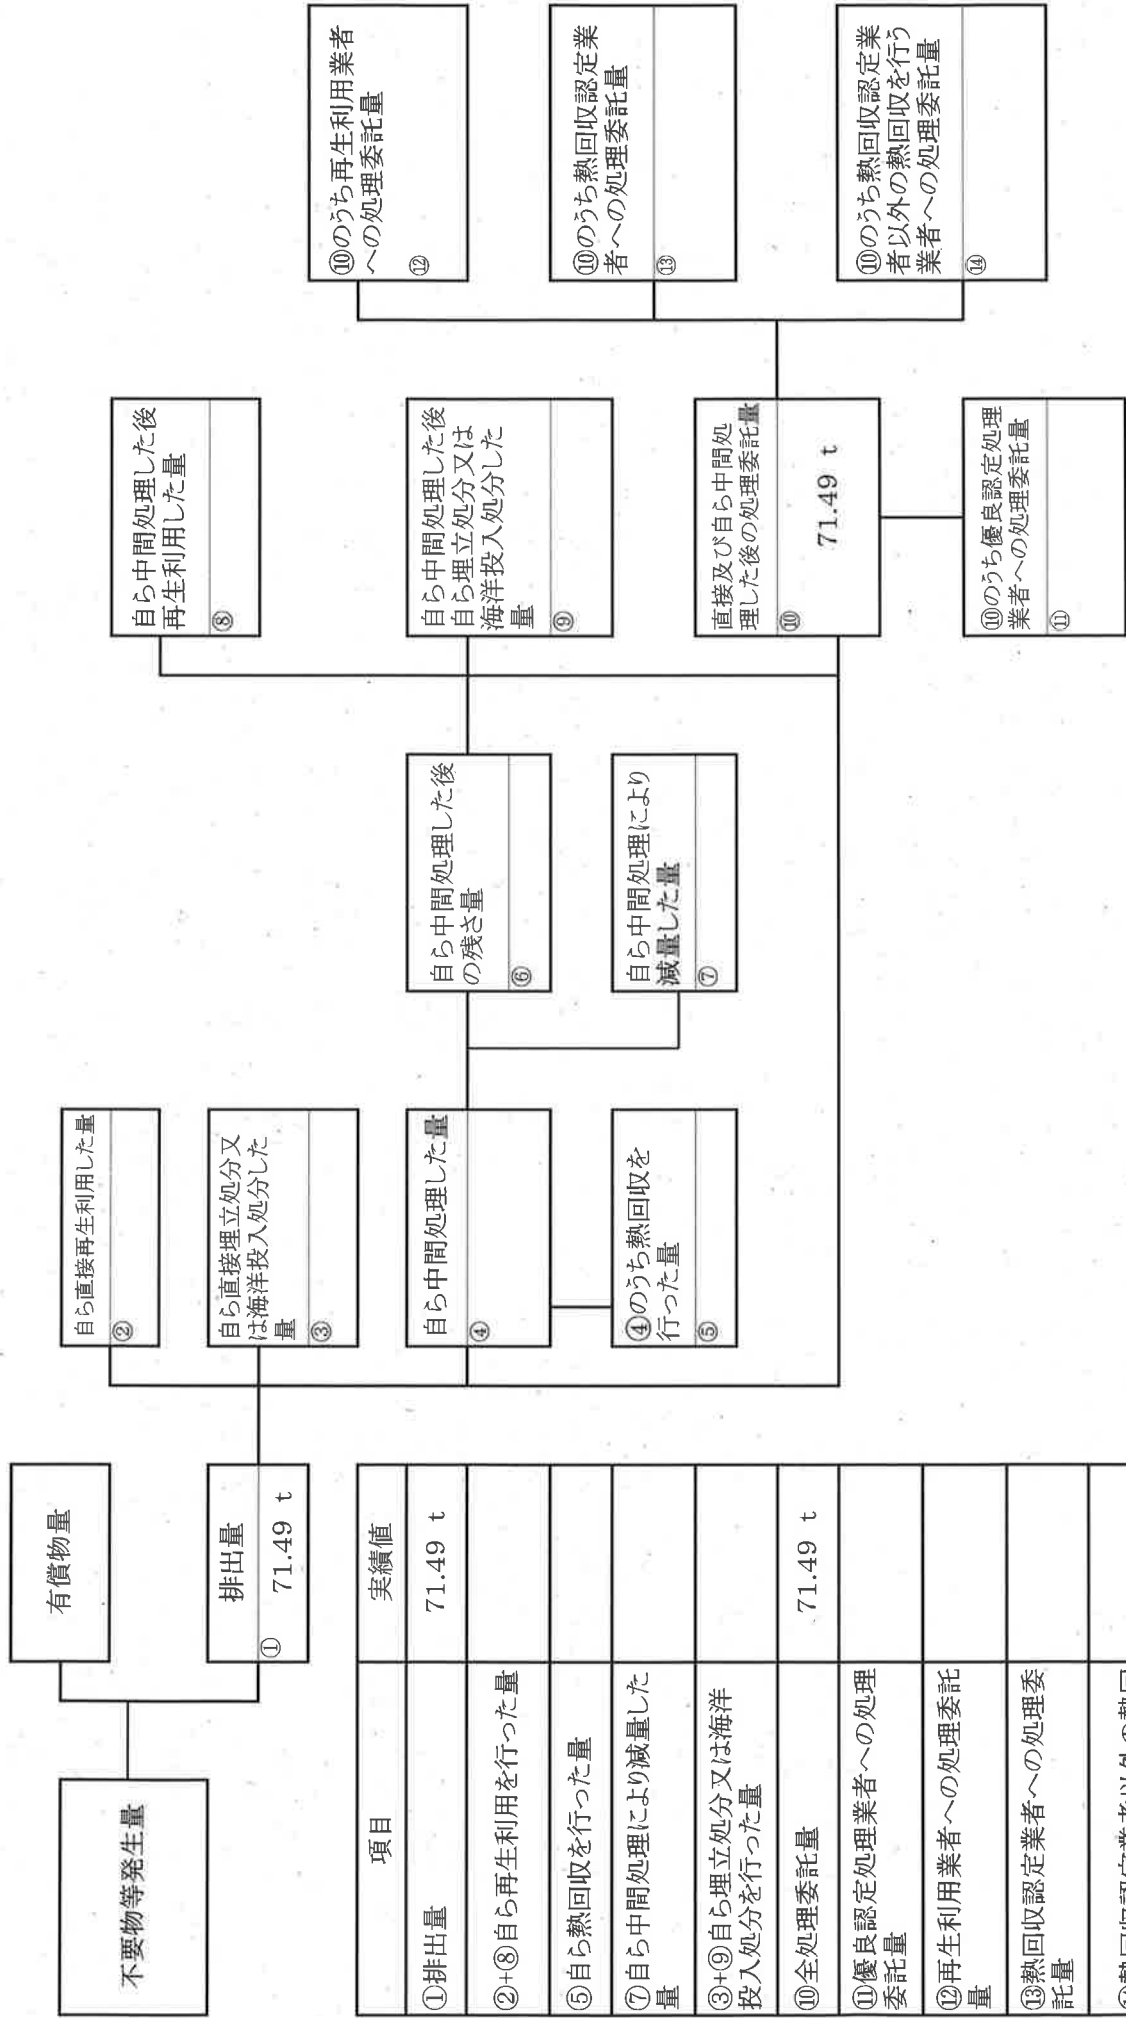 有償物量
不要物等発生量
排出量
①
71.49 t
自ら直接再生利用した量
②
自ら直接埋立処分又
は海洋投入処分した
量
③
自ら中間処理した量
④
④のうち熱回収を
行った量
⑤
自ら中間処理した後
の残さ量
⑥
自ら中間処理により
減量した量
⑦
自ら中間処理した後
再生利用した量
⑧
自ら中間処理した後
自ら埋立処分又は
海洋投入処分した
量
⑨
直接及び自ら中間処
理した後の処理委託量
⑩
71.49 t
⑩のうち優良認定処理
業者への処理委託量
⑪
⑩のうち再生利用業者
への処理委託量
⑫
⑩のうち熱回収認定業
者への処理委託量
⑬
⑩のうち熱回収認定業
者以外の熱回収を行う
業者への処理委託量
⑭
項目
実績値
①排出量
71.49 t
②+⑧自ら再生利用を行った量
⑤自ら熱回収を行った量
⑦自ら中間処理により減量した
量
③+⑨自ら埋立処分又は海洋
投入処分を行った量
⑩全処理委託量
71.49 t
⑪優良認定処理業者への処理
委託量
⑫再生利用業者への処理委託
量
⑬熱回収認定業者への処理委
託量